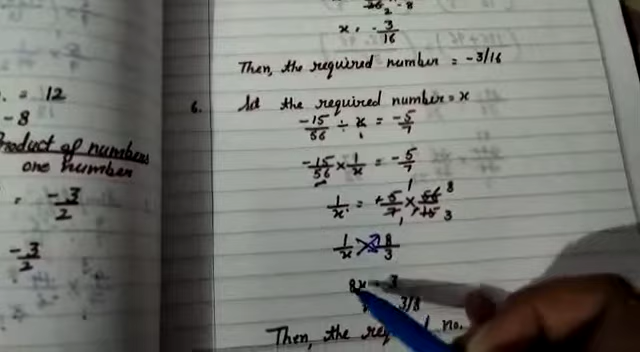 = 12
-8
Product of numbers
one number
= -3/2
-3/2
x = -3/16
Then, the required number = -3/16
6. let the required number = x
-15/56 ÷ x/1 = -5/7
-15/56 × 1/x = -5/7
1/x = +5/7 × 56/+15
1/x 8/3
8x = 3
3/8
Then, the no.